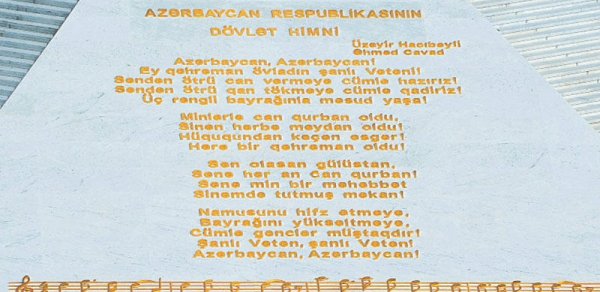 AZƏRBAYCAN RESPUBLİKASININ
DÖVLƏT HİMNİ
Üzeyir Hacıbəyli
Əhməd Cavad
Azərbaycan, Azərbaycan!
Ey qəhrəman övladın şanlı Vətəni!
Səndən ötrü can verməyə cümlə hazırız!
Səndən ötrü qan tökməyə cümlə qadiriz!
Üç rəngli bayrağınla məsud yaşa!
Minlərlə can qurban oldu,
Sinən hərbə meydan oldu!
Hüququndan keçən əsgər!
Hərə bir qəhrəman oldu!
Sən olasan gülüstan,
Sənə hər an can qurban!
Sənə min bir məhəbbət
Sinəmdə tutmuş məkan!
Namusunu hifz etməyə,
Bayrağını yüksəltməyə,
Cümlə gənclər müştaqdır!
Şanlı Vətən, şanlı Vətən!
Azərbaycan, Azərbaycan!